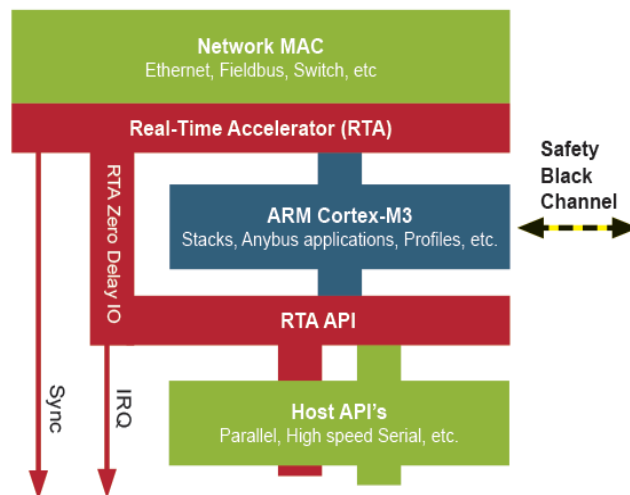 Network MAC
Ethernet, Fieldbus, Switch, etc
Real-Time Accelerator (RTA)
RTA Zero Delay IO
ARM Cortex-M3
Stacks, Anybus applications, Profiles, etc.
Safety
Black
Channel
RTA API
Sync
IRQ
Host API's
Parallel, High speed Serial, etc.